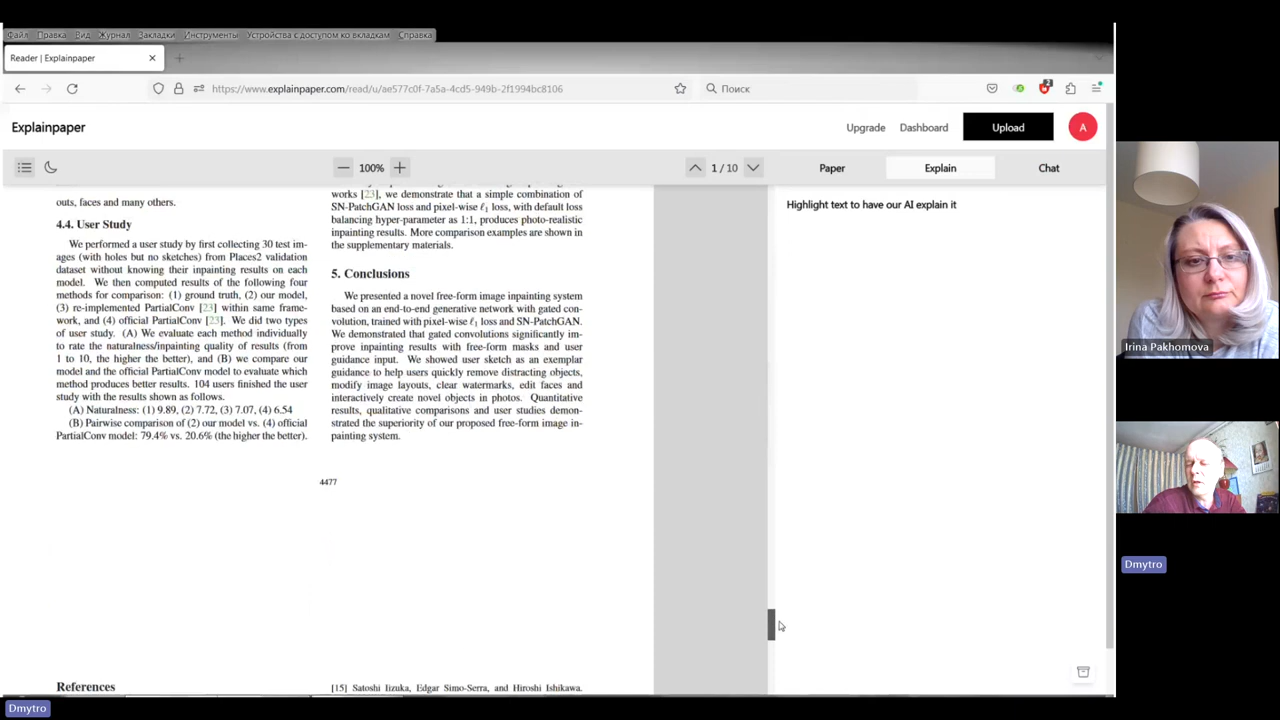 Файл Правка Вид Журнал Закладки Инструменты Устройства с доступом ко вкладкам Справка
Reader | Explainpaper
https://www.explainpaper.com/read/u/ae577c0f-7a5a-4cd5-949b-2f1994bc8106
Поиск
2
Explainpaper
Upgrade
Dashboard
Upload
A
100%
1 / 10
Paper
Explain
Chat
outs, faces and many others.
4.4. User Study
We performed a user study by first collecting 30 test im-
ages (with holes but no sketches) from Places2 validation
dataset without knowing their inpainting results on each
model. We then computed results of the following four
methods for comparison: (1) ground truth, (2) our model,
(3) re-implemented PartialConv [23] within same frame-
work, and (4) official PartialConv [23]. We did two types
of user study. (A) We evaluate each method individually
to rate the naturalness/inpainting quality of results (from
1 to 10, the higher the better), and (B) we compare our
model and the official PartialConv model to evaluate which
method produces better results. 104 users finished the user
study with the results shown as follows.
(A) Naturalness: (1) 9.89, (2) 7.72, (3) 7.07, (4) 6.54
(B) Pairwise comparison of (2) our model vs. (4) official
PartialConv model: 79.4% vs. 20.6% (the higher the better).
works [23], we demonstrate that a simple combination of
SN-PatchGAN loss and pixel-wise ℓ1 loss, with default loss
balancing hyper-parameter as 1:1, produces photo-realistic
inpainting results. More comparison examples are shown in
the supplementary materials.
5. Conclusions
We presented a novel free-form image inpainting system
based on an end-to-end generative network with gated con-
volution, trained with pixel-wise ℓ1 loss and SN-PatchGAN.
We demonstrated that gated convolutions significantly im-
prove inpainting results with free-form masks and user
guidance input. We showed user sketch as an exemplar
guidance to help users quickly remove distracting objects,
modify image layouts, clear watermarks, edit faces and
interactively create novel objects in photos. Quantitative
results, qualitative comparisons and user studies demon-
strated the superiority of our proposed free-form image in-
painting system.
4477
References
[15] Satoshi Iizuka, Edgar Simo-Serra, and Hiroshi Ishikawa.
Highlight text to have our AI explain it
Irina Pakhomova
Dmytro
Dmytro